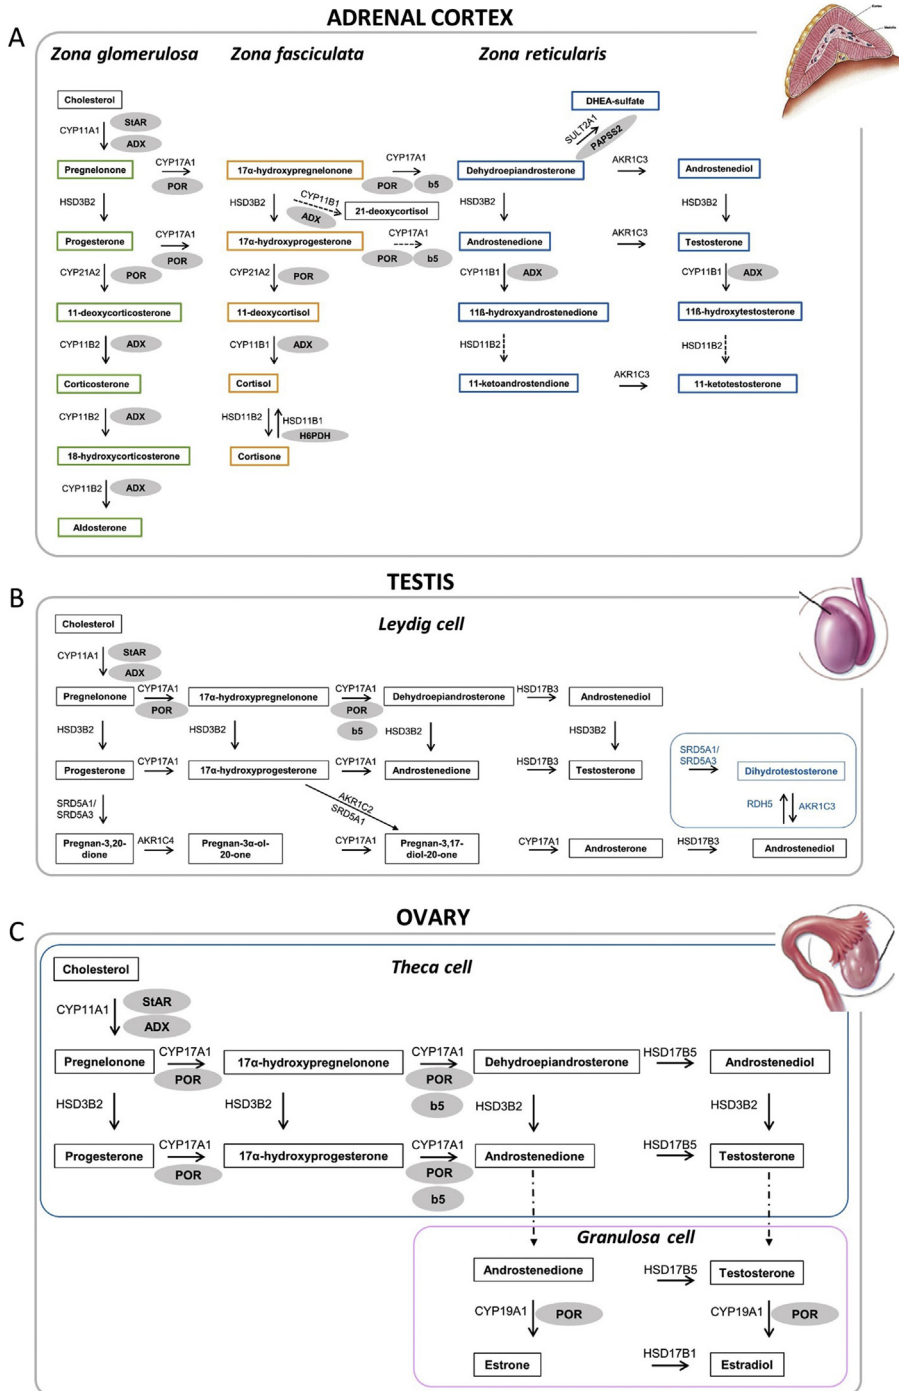 ADRENAL CORTEX
A
Zona glomerulosa
Zona fasciculata
Zona reticularis
Cortex
Medulla
Cholesterol
DHEA-sulfate
CYP11A1
StAR
ADX
SULT2A1
PAPSS2
Pregnelonone
CYP17A1
POR
17α-hydroxypregnelonone
CYP17A1
POR
b5
Dehydroepiandrosterone
AKR1C3
Androstenediol
HSD3B2
HSD3B2
CYP11B1
ADX
21-deoxycortisol
HSD3B2
HSD3B2
Progesterone
CYP17A1
POR
17α-hydroxyprogesterone
CYP17A1
POR
b5
Androstenedione
AKR1C3
Testosterone
CYP21A2
POR
CYP21A2
POR
CYP11B1
ADX
CYP11B1
ADX
11-deoxycorticosterone
11-deoxycortisol
11ß-hydroxyandrostenedione
11ß-hydroxytestosterone
CYP11B2
ADX
CYP11B1
ADX
HSD11B2
HSD11B2
Corticosterone
Cortisol
11-ketoandrostendione
AKR1C3
11-ketotestosterone
CYP11B2
ADX
HSD11B2
HSD11B1
H6PDH
18-hydroxycorticosterone
Cortisone
CYP11B2
ADX
Aldosterone
TESTIS
B
Cholesterol
Leydig cell
CYP11A1
StAR
ADX
Pregnelonone
CYP17A1
POR
17α-hydroxypregnelonone
CYP17A1
POR
b5
Dehydroepiandrosterone
HSD17B3
Androstenediol
HSD3B2
HSD3B2
HSD3B2
HSD3B2
Progesterone
CYP17A1
17α-hydroxyprogesterone
CYP17A1
Androstenedione
HSD17B3
Testosterone
SRD5A1/
SRD5A3
Dihydrotestosterone
SRD5A1/
SRD5A3
AKR1C2
SRD5A1
RDH5
AKR1C3
Pregnan-3,20-
dione
AKR1C4
Pregnan-3α-ol-
20-one
CYP17A1
Pregnan-3,17-
diol-20-one
CYP17A1
Androsterone
HSD17B3
Androstenediol
OVARY
C
Cholesterol
Theca cell
CYP11A1
StAR
ADX
Pregnelonone
CYP17A1
POR
17α-hydroxypregnelonone
CYP17A1
POR
b5
Dehydroepiandrosterone
HSD17B5
Androstenediol
HSD3B2
HSD3B2
HSD3B2
HSD3B2
Progesterone
CYP17A1
POR
17α-hydroxyprogesterone
CYP17A1
POR
b5
Androstenedione
HSD17B5
Testosterone
Granulosa cell
Androstenedione
HSD17B5
Testosterone
CYP19A1
POR
CYP19A1
POR
Estrone
HSD17B1
Estradiol